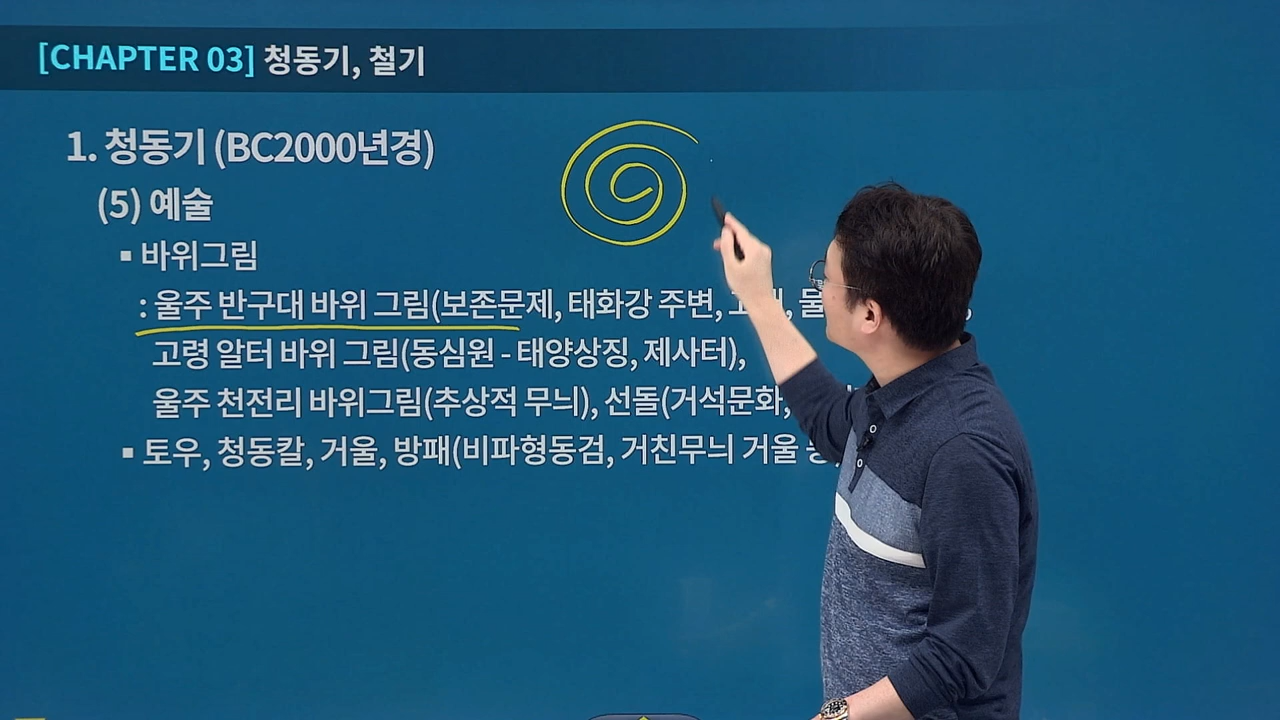 [CHAPTER 03] 청동기, 철기
1. 청동기 (BC2000년경)
(5) 예술
▪ 바위그림
: 울주 반구대 바위 그림(보존문제, 태화강 주변,
고령 알터 바위 그림(동심원 - 태양상징, 제사터),
울주 천전리 바위그림(추상적 무늬), 선돌(거석문화,
▪ 토우, 청동칼, 거울, 방패(비파형동검, 거친무늬 거울